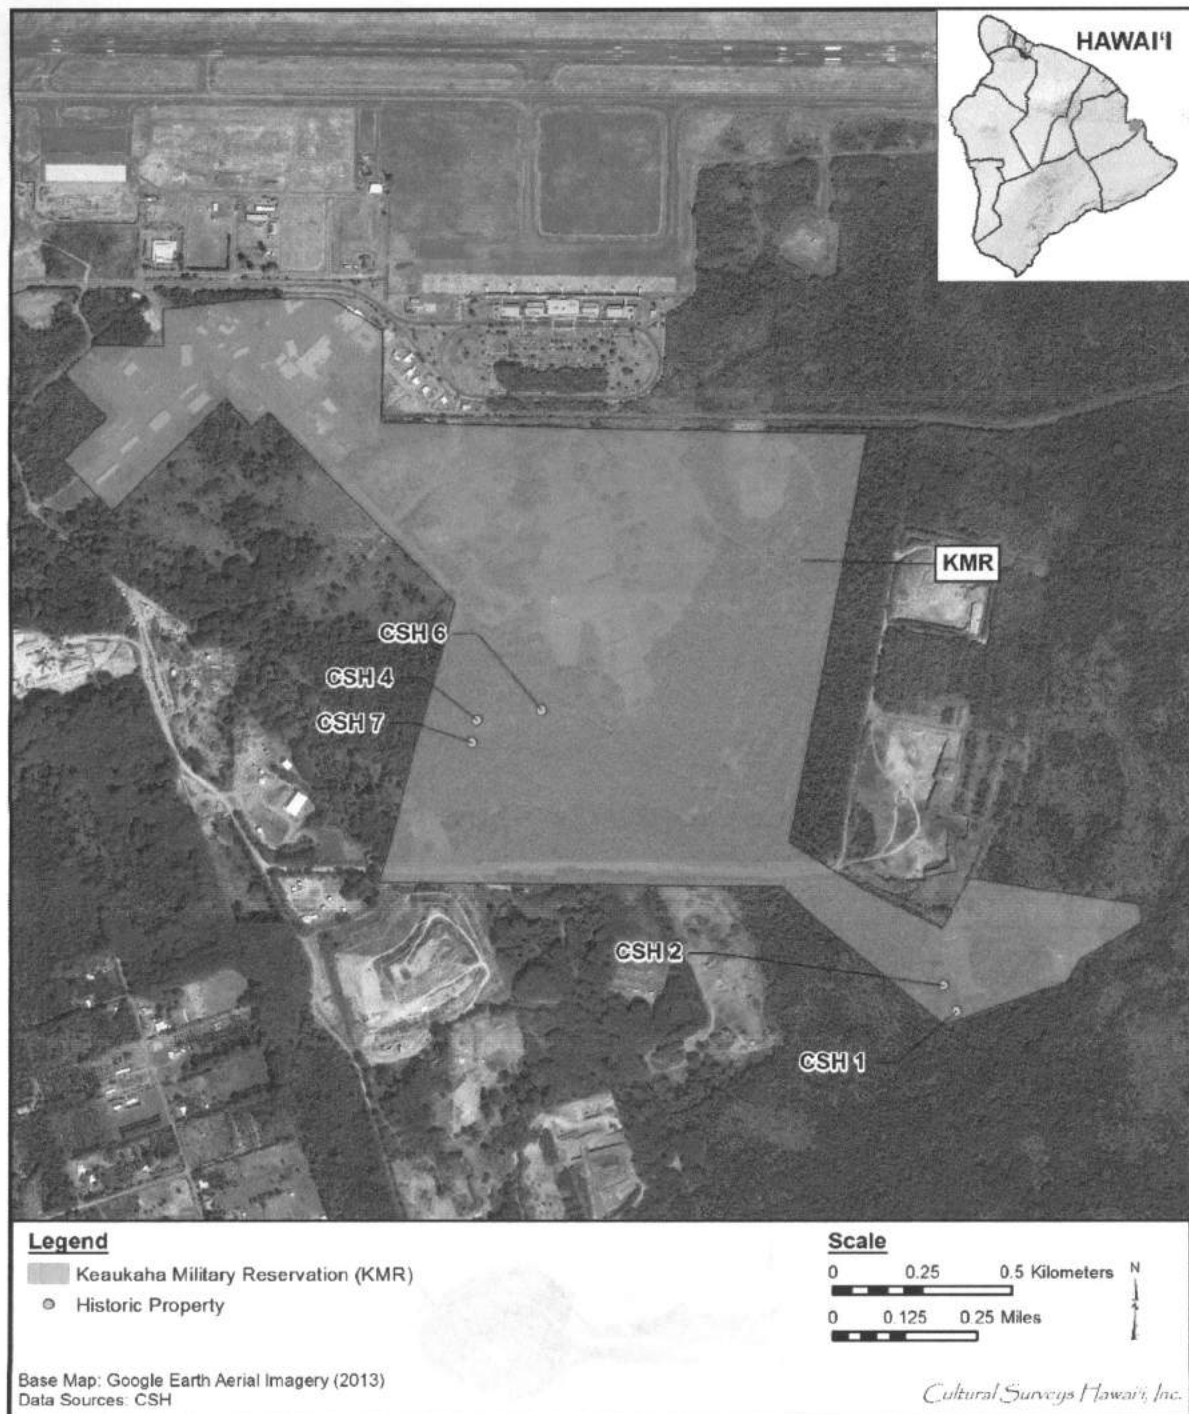 HAWAI'I
KMR
CSH 6
CSH 4
CSH 7
CSH 2
CSH 1
Legend
Keaukaha Military Reservation (KMR)
Historic Property
Scale
0 0.25 0.5 Kilometers
0 0.125 0.25 Miles
N
Base Map: Google Earth Aerial Imagery (2013)
Data Sources: CSH
Cultural Surveys Hawai'i, Inc.